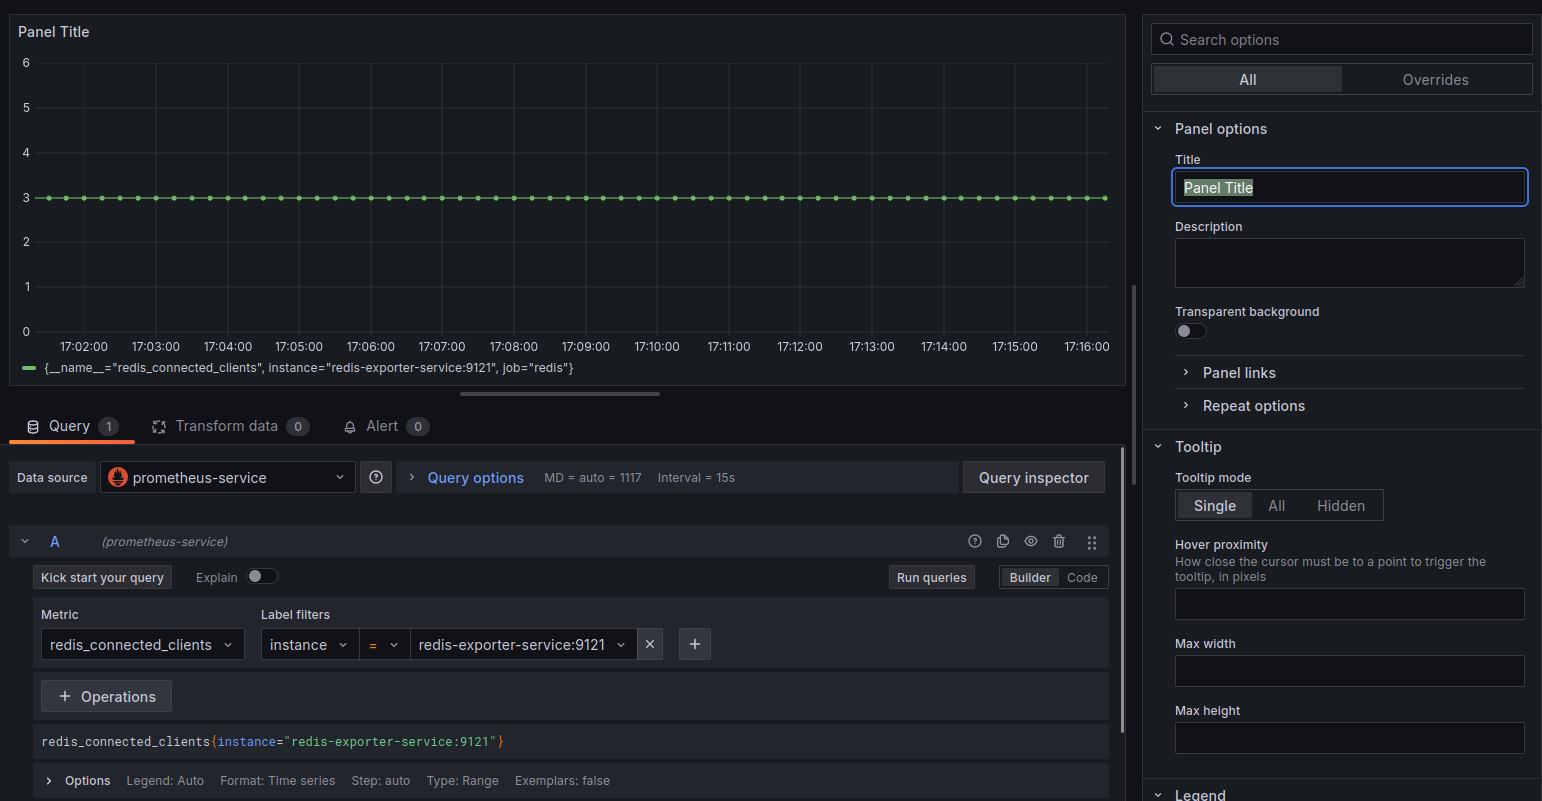 Panel Title
6
5
4
3
2
1
0
17:02:00 17:03:00 17:04:00 17:05:00 17:06:00 17:07:00 17:08:00 17:09:00 17:10:00 17:11:00 17:12:00 17:13:00 17:14:00 17:15:00 17:16:00
{__name__="redis_connected_clients", instance="redis-exporter-service:9121", job="redis"}
Query 1 Transform data 0 Alert 0
Data source prometheus-service Query options MD = auto = 1117 Interval = 15s Query inspector
A (prometheus-service)
Kick start your query Explain Run queries Builder Code
Metric Label filters
redis_connected_clients instance = redis-exporter-service:9121
+ Operations
redis_connected_clients{instance="redis-exporter-service:9121"}
Options Legend: Auto Format: Time series Step: auto Type: Range Exemplars: false
Search options
All Overrides
Panel options
Title
Panel Title
Description
Transparent background
Panel links
Repeat options
Tooltip
Tooltip mode
Single All Hidden
Hover proximity
How close the cursor must be to a point to trigger the
tooltip, in pixels
Max width
Max height
Legend